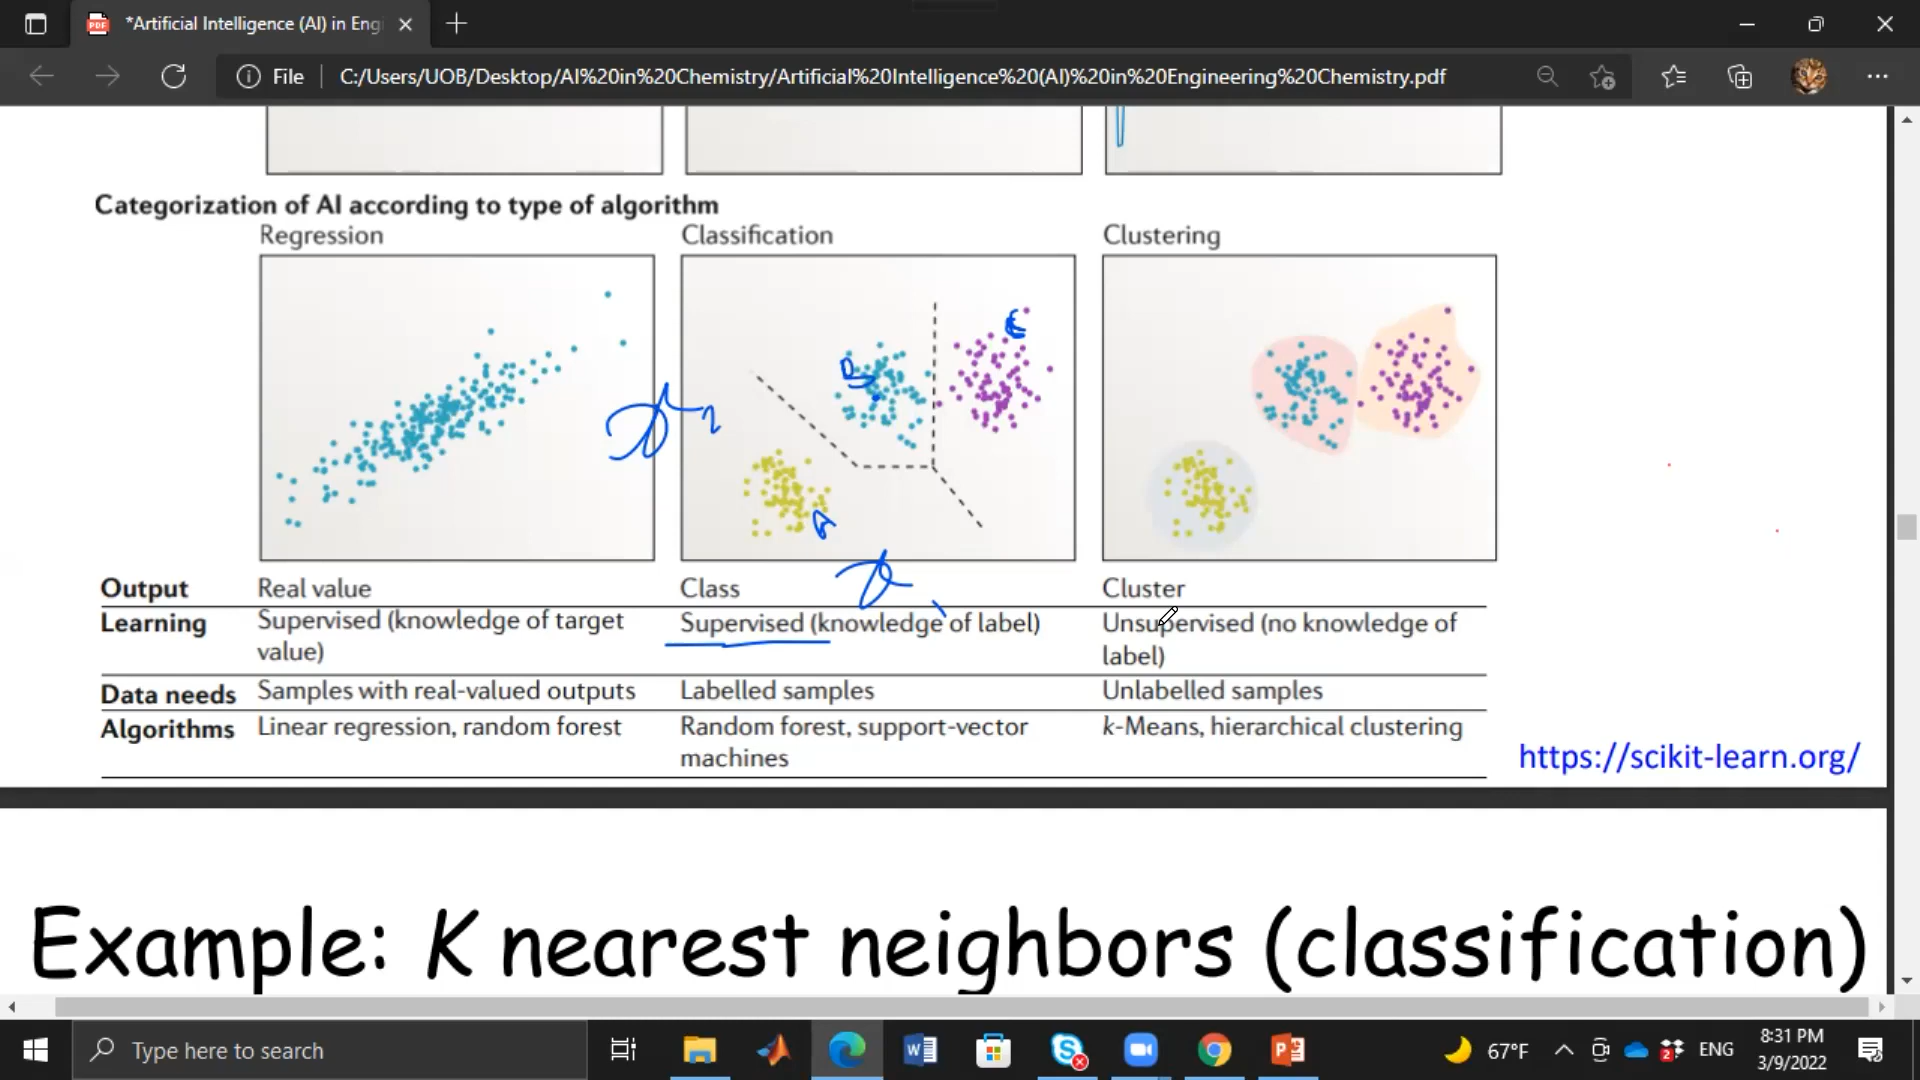 *Artificial Intelligence (AI) in Eng
File
C:/Users/UOB/Desktop/AI%20in%20Chemistry/Artificial%20Intelligence%20(AI)%20in%20Engineering%20Chemistry.pdf
Categorization of AI according to type of algorithm
Regression Classification Clustering
B
A
Output Real value Class Cluster
Learning Supervised (knowledge of target Supervised (knowledge of label) Unsupervised (no knowledge of
value) label)
Data needs Samples with real-valued outputs Labelled samples Unlabelled samples
Algorithms Linear regression, random forest Random forest, support-vector k-Means, hierarchical clustering
machines
https://scikit-learn.org/
Example: K nearest neighbors (classification)
Type here to search
67°F
2
ENG
8:31 PM
3/9/2022